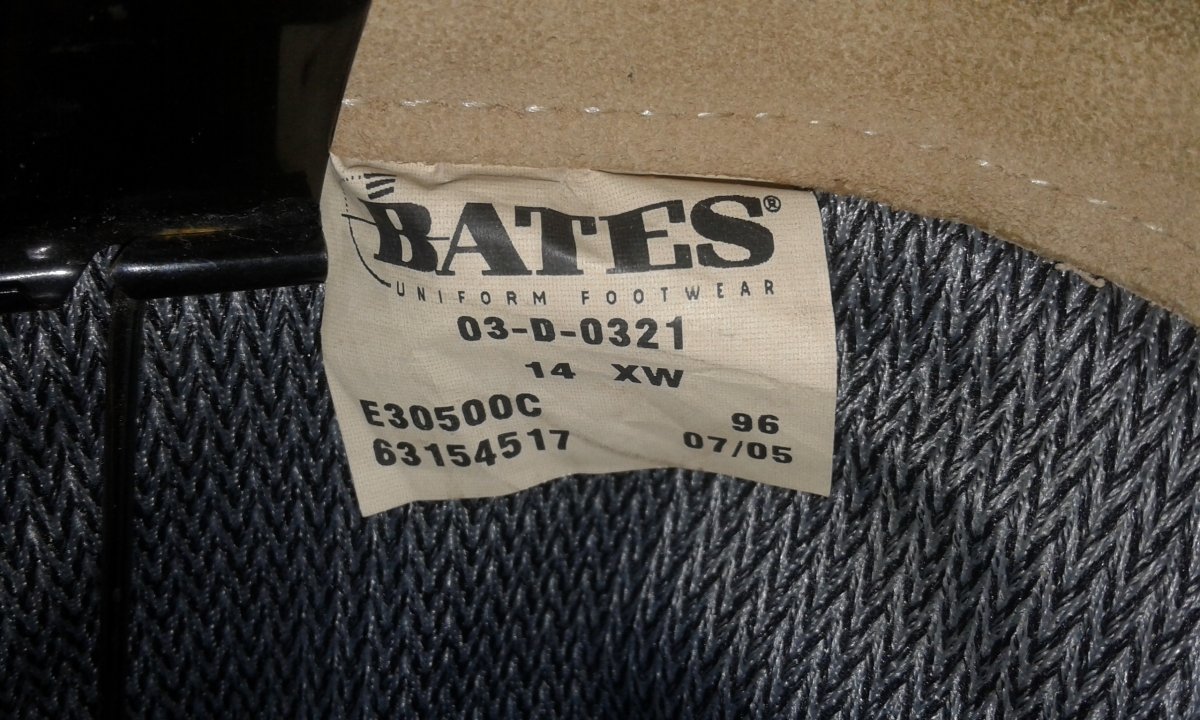 BATES®
UNIFORM FOOTWEAR
03-D-0321
14 XW
E30500C 96
63154517 07/05